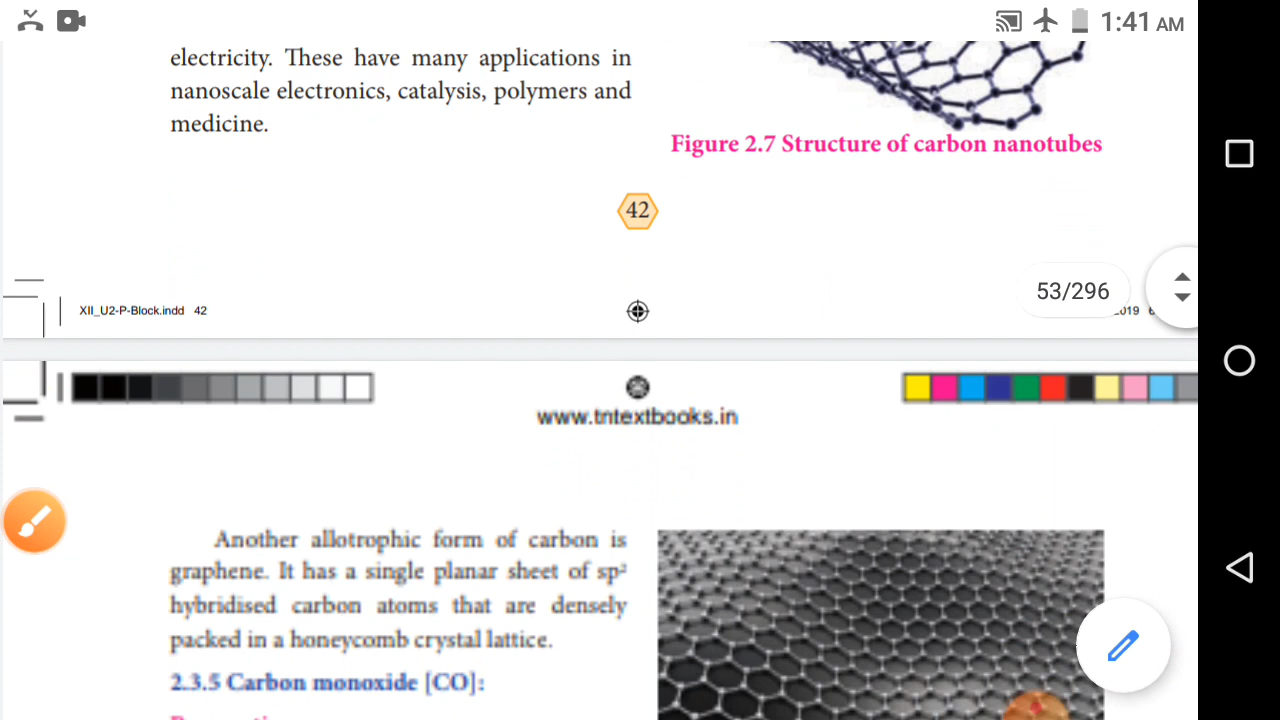 1:41 AM
electricity. These have many applications in
nanoscale electronics, catalysis, polymers and
medicine.
Figure 2.7 Structure of carbon nanotubes
42
53/296
XII_U2-P-Block.indd 42
www.tntextbooks.in
Another allotrophic form of carbon is
graphene. It has a single planar sheet of sp²
hybridised carbon atoms that are densely
packed in a honeycomb crystal lattice.
2.3.5 Carbon monoxide [CO]: